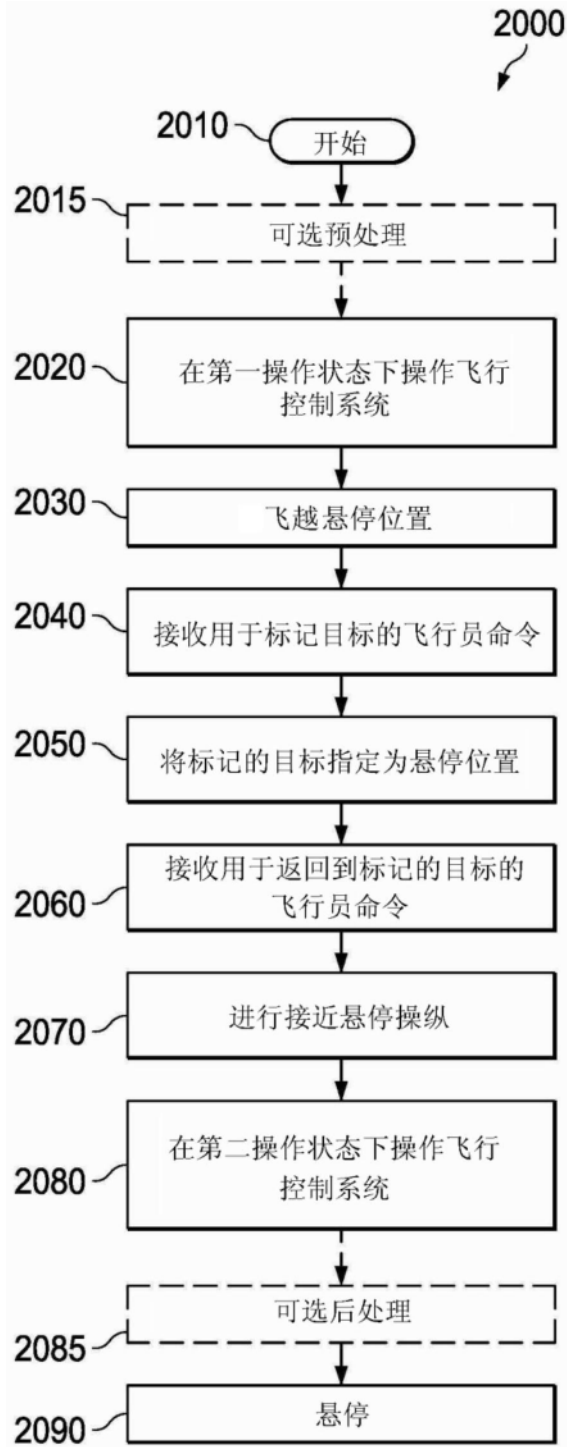 2000
2010
开始
2015
可选预处理
2020
在第一操作状态下操作飞行
控制系统
2030
飞越悬停位置
2040
接收用于标记目标的飞行员命令
2050
将标记的目标指定为悬停位置
2060
接收用于返回到标记的目标的
飞行员命令
2070
进行接近悬停操纵
2080
在第二操作状态下操作飞行
控制系统
可选后处理
2085
悬停
2090